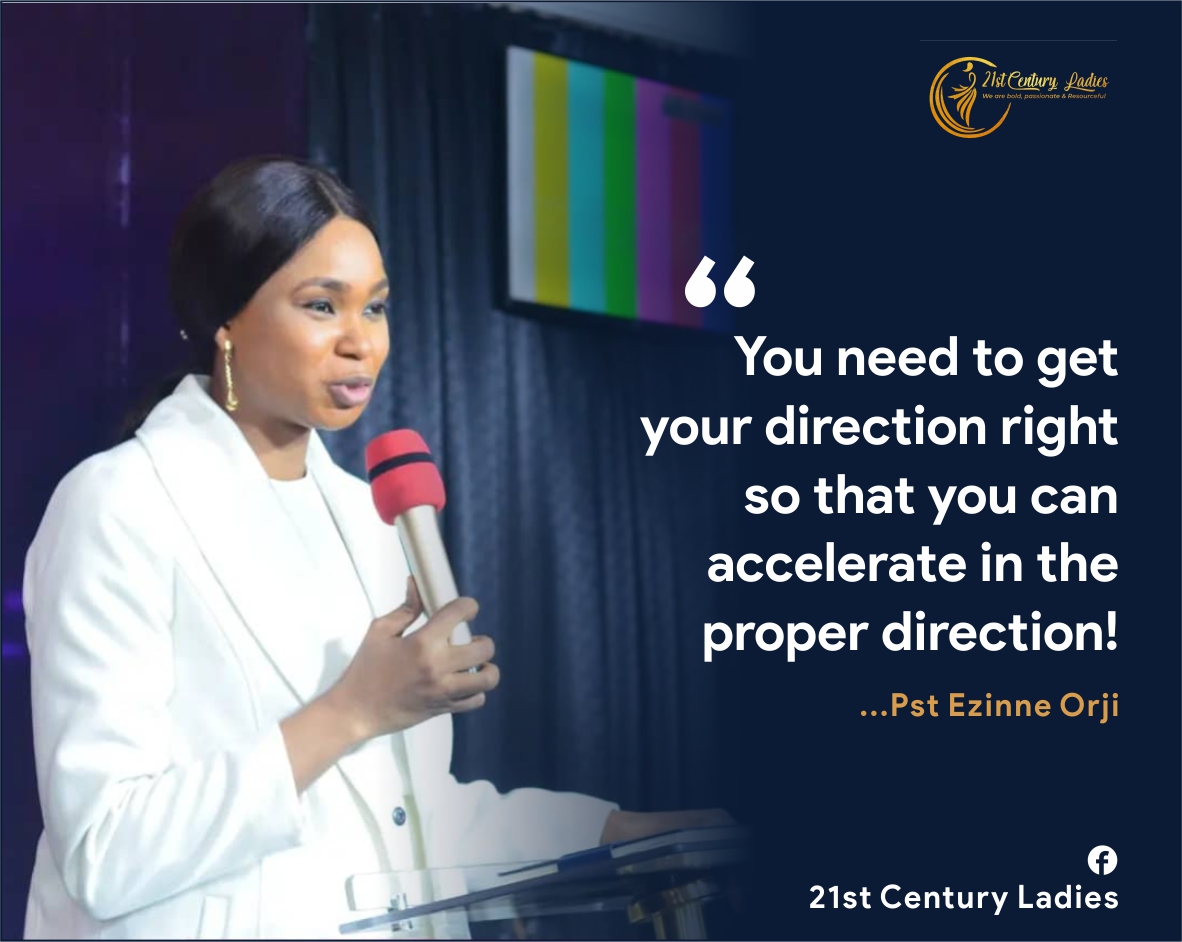 21st Century Ladies
We are bold, passionate & Resourceful
“
You need to get
your direction right
so that you can
accelerate in the
proper direction!
...Pst Ezinne Orji
21st Century Ladies